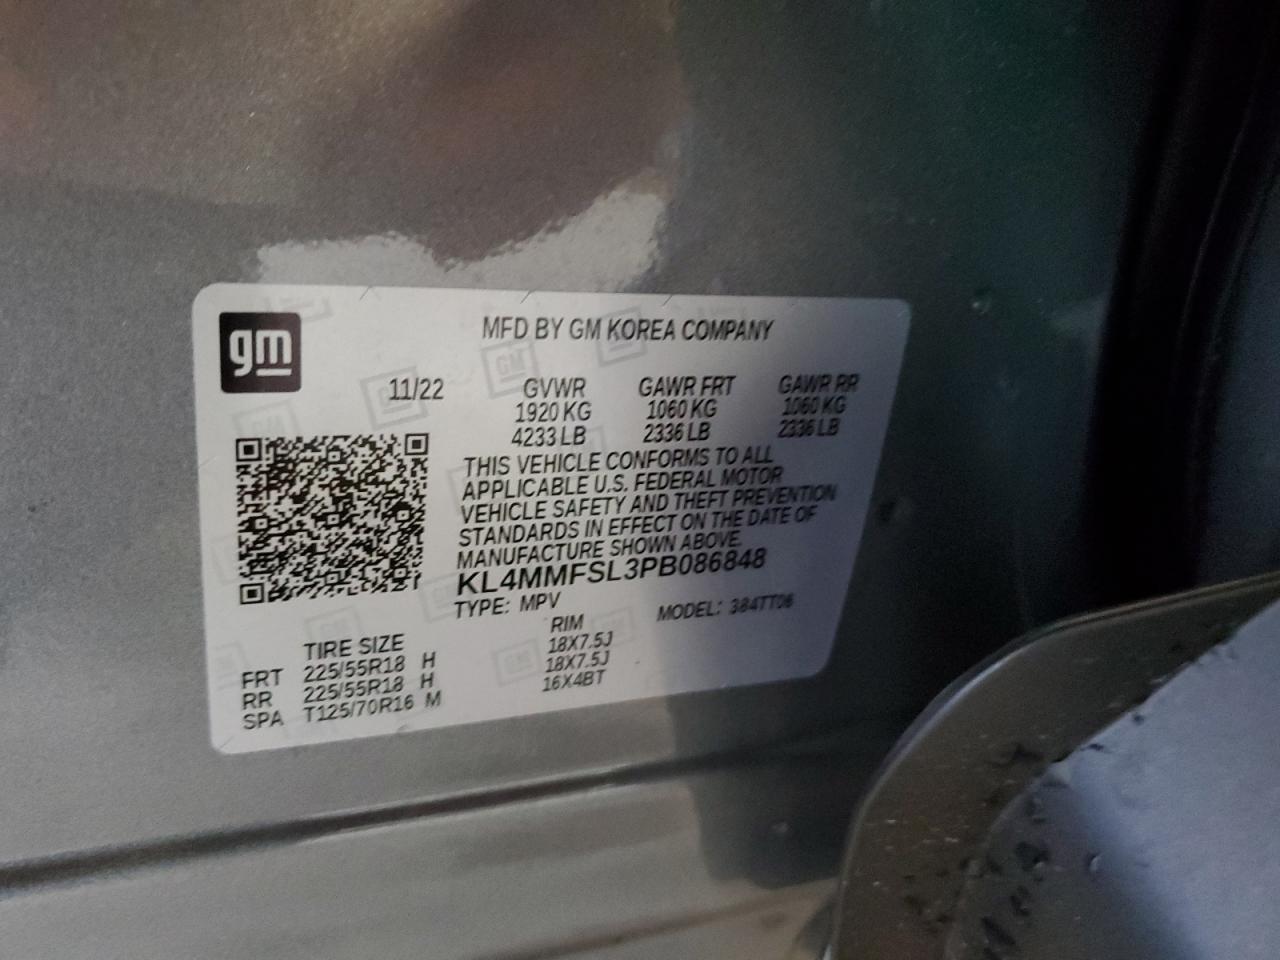 gm
MFD BY GM KOREA COMPANY
11/22 GVWR GAWR FRT GAWR RR
1920 KG 1060 KG 1060 KG
4233 LB 2336 LB 2336 LB
THIS VEHICLE CONFORMS TO ALL
APPLICABLE U.S. FEDERAL MOTOR
VEHICLE SAFETY AND THEFT PREVENTION
STANDARDS IN EFFECT ON THE DATE OF
MANUFACTURE SHOWN ABOVE.
KL4MMFSL3PB086848
TYPE: MPV MODEL: 384TT06
TIRE SIZE RIM
FRT 225/55R18 H 18X7.5J
RR 225/55R18 H 18X7.5J
SPA T125/70R16 M 16X4BT